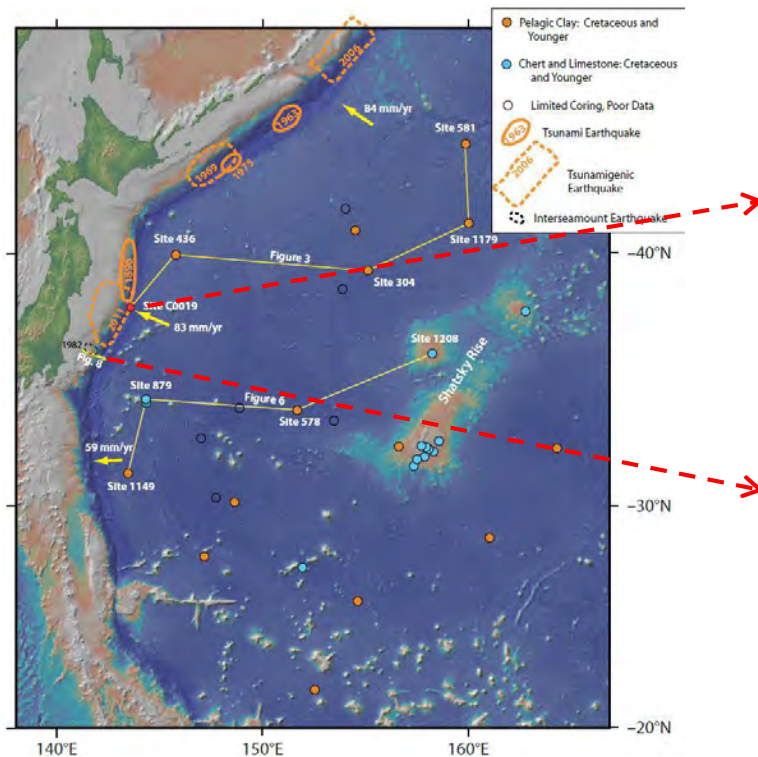 Pelagic Clay: Cretaceous and
Younger
Chert and Limestone: Cretaceous
and Younger
Limited Coring, Poor Data
1963
Tsunami Earthquake
2006
Tsunamigenic
Earthquake
Interseamount Earthquake
2006
84 mm/yr
1963
Site 581
1969
1975
Site 436
Figure 3
Site 1179
Site 304
−40°N
1896
Site C0019
2011
83 mm/yr
1982
Fig. 8
Site 1208
Shatsky Rise
Site 879
Figure 6
Site 578
59 mm/yr
Site 1149
−30°N
−20°N
140°E
150°E
160°E